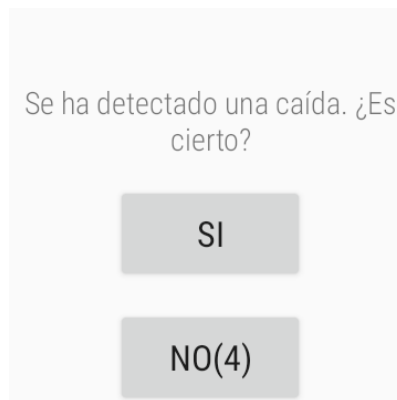 Se ha detectado una caída. ¿Es
cierto?
SI
NO(4)